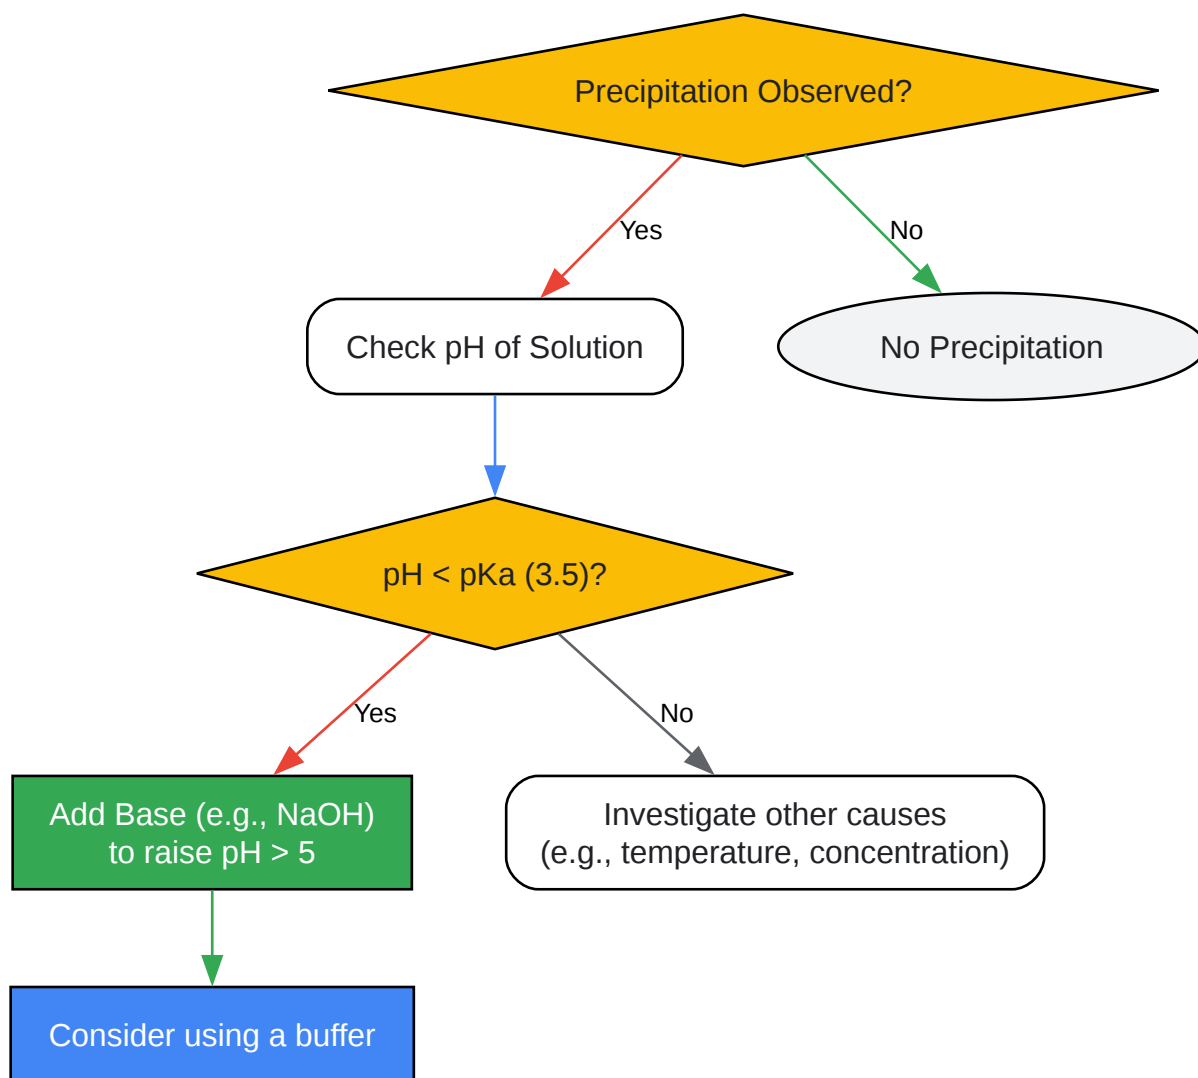 Precipitation Observed?
Yes
No
Check pH of Solution
No Precipitation
pH < pKa (3.5)?
Yes
No
Add Base (e.g., NaOH)
to raise pH > 5
Investigate other causes
(e.g., temperature, concentration)
Consider using a buffer